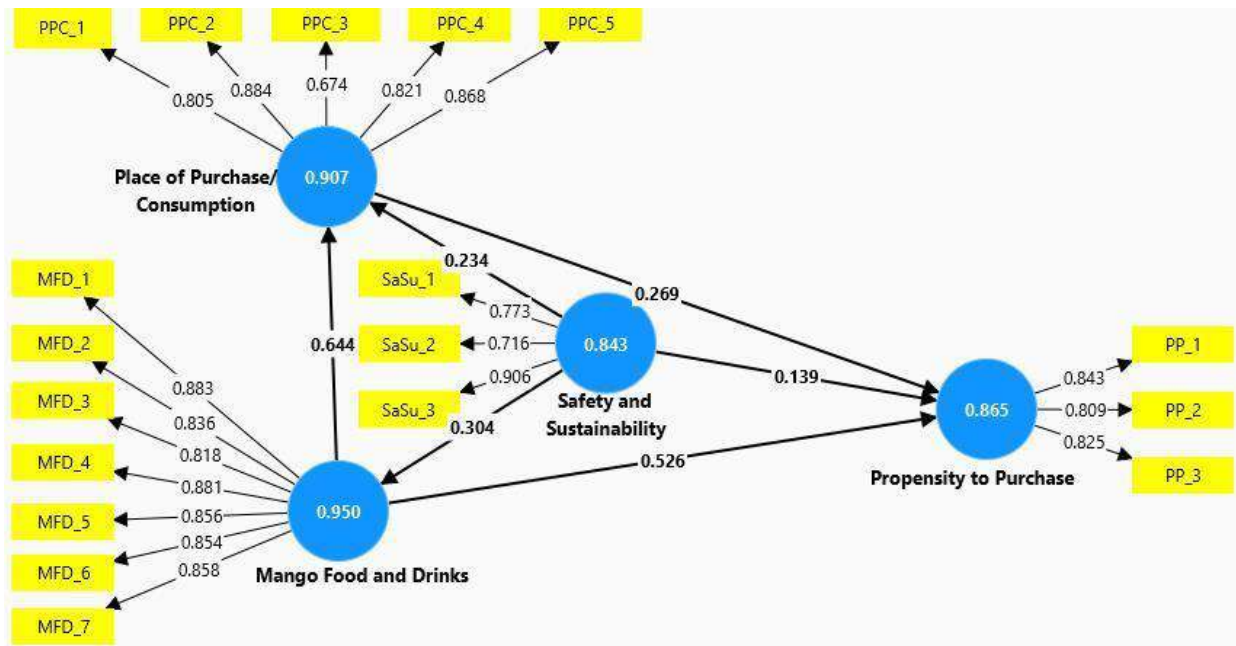 PPC_1
PPC_2
PPC_3
PPC_4
PPC_5
0.805
0.884
0.674
0.821
0.868
Place of Purchase/
Consumption
0.907
MFD_1
MFD_2
MFD_3
MFD_4
MFD_5
MFD_6
MFD_7
0.883
0.836
0.818
0.881
0.856
0.854
0.858
0.644
0.950
Mango Food and Drinks
0.234
SaSu_1
SaSu_2
SaSu_3
0.773
0.716
0.906
0.304
0.843
Safety and
Sustainability
0.269
0.139
0.526
0.865
Propensity to Purchase
0.843
0.809
0.825
PP_1
PP_2
PP_3